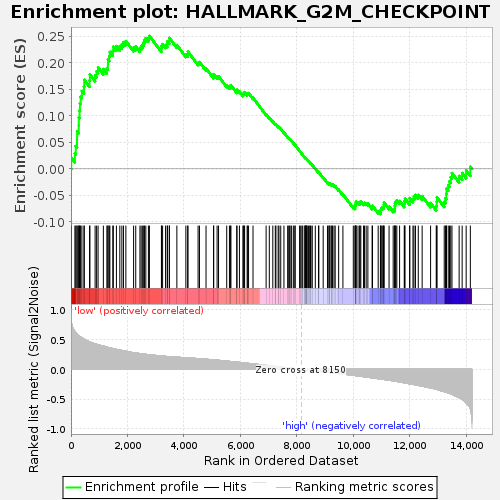 Enrichment plot: HALLMARK_G2M_CHECKPOINT
Enrichment score (ES)
0.25
0.20
0.15
0.10
0.05
0.00
-0.05
-0.10
Ranked list metric (Signal2Noise)
'low' (positively correlated)
1.0
0.5
0.0
-0.5
-1.0
Zero cross at 8150
'high' (negatively correlated)
0
2,000
4,000
6,000
8,000
10,000
12,000
14,000
Rank in Ordered Dataset
Enrichment profile
Hits
Ranking metric scores